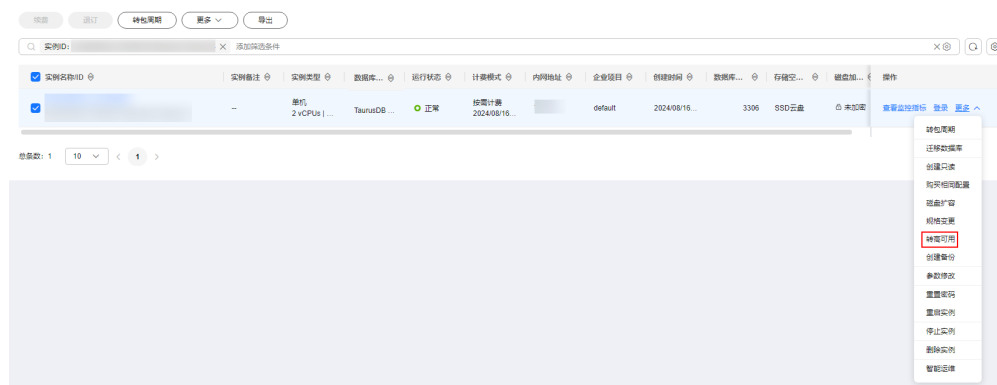 续费 退订 转包周期 更多 导出
实例ID: 添加筛选条件
实例名称/ID 实例备注 实例类型 数据库... 运行状态 计费模式 内网地址 企业项目 创建时间 数据库... 存储空... 磁盘加... 操作
-- 单机 TaurusDB ... 正常 按需计费 default 2024/08/16... 3306 SSD云盘 未加密 查看监控指标 登录 更多
2 vCPUs | ... 2024/08/16...
转包周期
总条数: 1 10 1
迁移数据库
创建只读
购买相同配置
磁盘扩容
规格变更
转高可用
创建备份
参数修改
重置密码
重启实例
停止实例
删除实例
智能运维